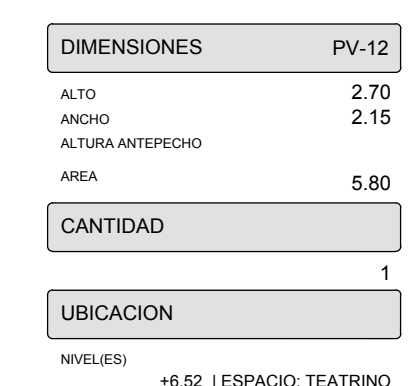 DIMENSIONES PV-12
ALTO 2.70
ANCHO 2.15
ALTURA ANTEPECHO
AREA 5.80
CANTIDAD
1
UBICACION
NIVEL(ES)
+6.52 | ESPACIO: TEATRINO